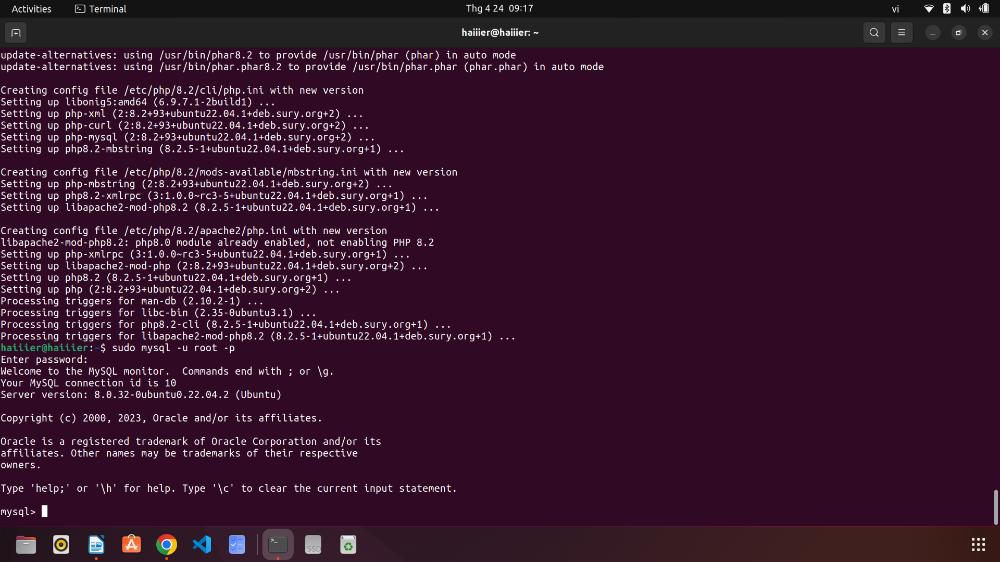 Activities
Terminal
Thg 4 24 09:17
vi
haiiier@haiiier: ~
update-alternatives: using /usr/bin/phar8.2 to provide /usr/bin/phar (phar) in auto mode
update-alternatives: using /usr/bin/phar.phar8.2 to provide /usr/bin/phar.phar (phar.phar) in auto mode
Creating config file /etc/php/8.2/cli/php.ini with new version
Setting up libonig5:amd64 (6.9.7.1-2build1) ...
Setting up php-xml (2:8.2+93+ubuntu22.04.1+deb.sury.org+2) ...
Setting up php-curl (2:8.2+93+ubuntu22.04.1+deb.sury.org+2) ...
Setting up php-mysql (2:8.2+93+ubuntu22.04.1+deb.sury.org+2) ...
Setting up php8.2-mbstring (8.2.5-1+ubuntu22.04.1+deb.sury.org+1) ...
Creating config file /etc/php/8.2/mods-available/mbstring.ini with new version
Setting up php-mbstring (2:8.2+93+ubuntu22.04.1+deb.sury.org+2) ...
Setting up php8.2-xmlrpc (3:1.0.0~rc3-5+ubuntu22.04.1+deb.sury.org+1) ...
Setting up libapache2-mod-php8.2 (8.2.5-1+ubuntu22.04.1+deb.sury.org+1) ...
Creating config file /etc/php/8.2/apache2/php.ini with new version
libapache2-mod-php8.2: php8.0 module already enabled, not enabling PHP 8.2
Setting up php-xmlrpc (3:1.0.0~rc3-5+ubuntu22.04.1+deb.sury.org+1) ...
Setting up libapache2-mod-php (2:8.2+93+ubuntu22.04.1+deb.sury.org+2) ...
Setting up php8.2 (8.2.5-1+ubuntu22.04.1+deb.sury.org+1) ...
Setting up php (2:8.2+93+ubuntu22.04.1+deb.sury.org+2) ...
Processing triggers for man-db (2.10.2-1) ...
Processing triggers for libc-bin (2.35-0ubuntu3.1) ...
Processing triggers for php8.2-cli (8.2.5-1+ubuntu22.04.1+deb.sury.org+1) ...
Processing triggers for libapache2-mod-php8.2 (8.2.5-1+ubuntu22.04.1+deb.sury.org+1) ...
haiiier@haiiier:~$ sudo mysql -u root -p
Enter password:
Welcome to the MySQL monitor.  Commands end with ; or \g.
Your MySQL connection id is 10
Server version: 8.0.32-0ubuntu0.22.04.2 (Ubuntu)
Copyright (c) 2000, 2023, Oracle and/or its affiliates.
Oracle is a registered trademark of Oracle Corporation and/or its
affiliates. Other names may be trademarks of their respective
owners.
Type 'help;' or '\h' for help. Type '\c' to clear the current input statement.
mysql>
SSD